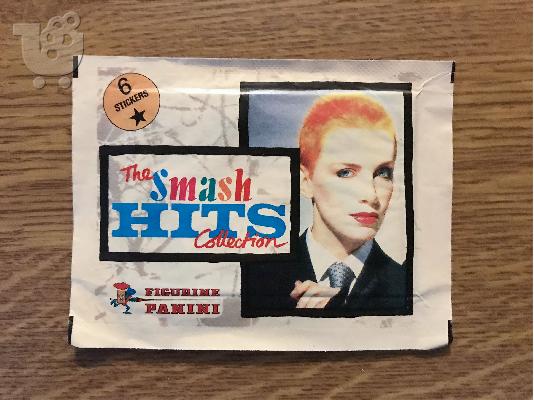 6
STICKERS
The
Smash
HITS
Collection
FIGURINE
PANINI